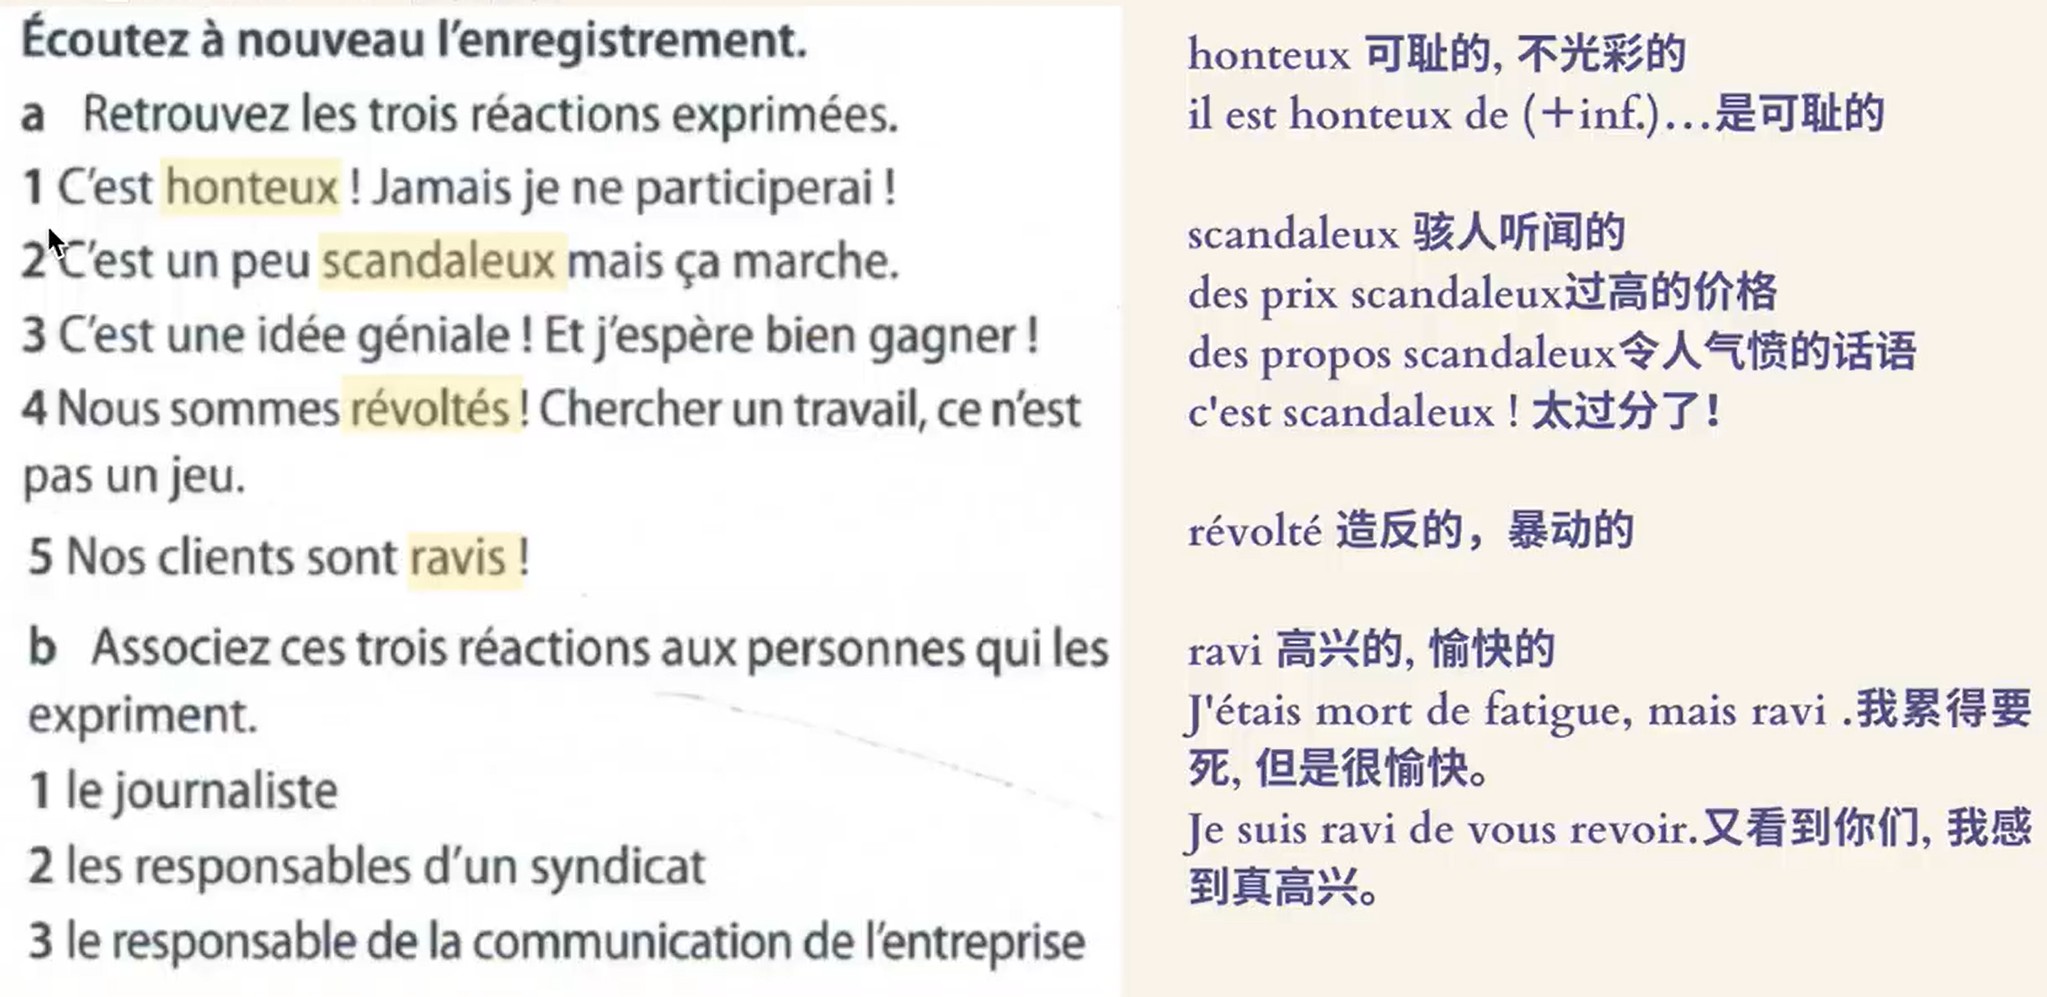 Écoutez à nouveau l'enregistrement.
a Retrouvez les trois réactions exprimées.
1 C'est honteux ! Jamais je ne participerai !
2 C'est un peu scandaleux mais ça marche.
3 C'est une idée géniale ! Et j'espère bien gagner !
4 Nous sommes révoltés ! Chercher un travail, ce n'est
pas un jeu.
5 Nos clients sont ravis !
b Associez ces trois réactions aux personnes qui les
expriment.
1 le journaliste
2 les responsables d'un syndicat
3 le responsable de la communication de l'entreprise
honteux 可耻的, 不光彩的
il est honteux de (+inf.)…是可耻的
scandaleux 骇人听闻的
des prix scandaleux过高的价格
des propos scandaleux令人气愤的话语
c'est scandaleux ! 太过分了！
révolté 造反的，暴动的
ravi 高兴的, 愉快的
J'étais mort de fatigue, mais ravi .我累得要
死, 但是很愉快。
Je suis ravi de vous revoir.又看到你们, 我感
到真高兴。